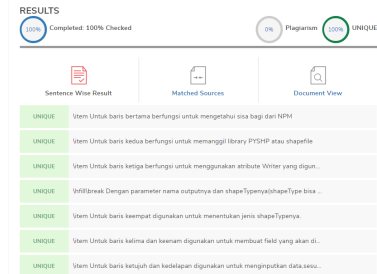 RESULTS
100% Completed: 100% Checked 0% Plagiarism 100% UNIQUE
Sentence Wise Result Matched Sources Document View
UNIQUE \item Untuk baris bertama berfungsi untuk mengetahui sisa bagi dari NPM
UNIQUE \item Untuk baris kedua berfungsi untuk memanggil library PYSHP atau shapefile
UNIQUE \item Untuk baris ketiga berfungsi untuk menggunakan atribute Writer yang digun...
UNIQUE \hfill\break Dengan parameter nama outputnya dan shapeTypenya(shapeType bisa ...
UNIQUE \item Untuk baris keempat digunakan untuk menentukan jenis shapeTypenya.
UNIQUE \item Untuk baris kelima dan keenam digunakan untuk membuat field yang akan di...
UNIQUE \item Untuk baris ketujuh dan kedelapan digunakan untuk menginputkan data,sesu...